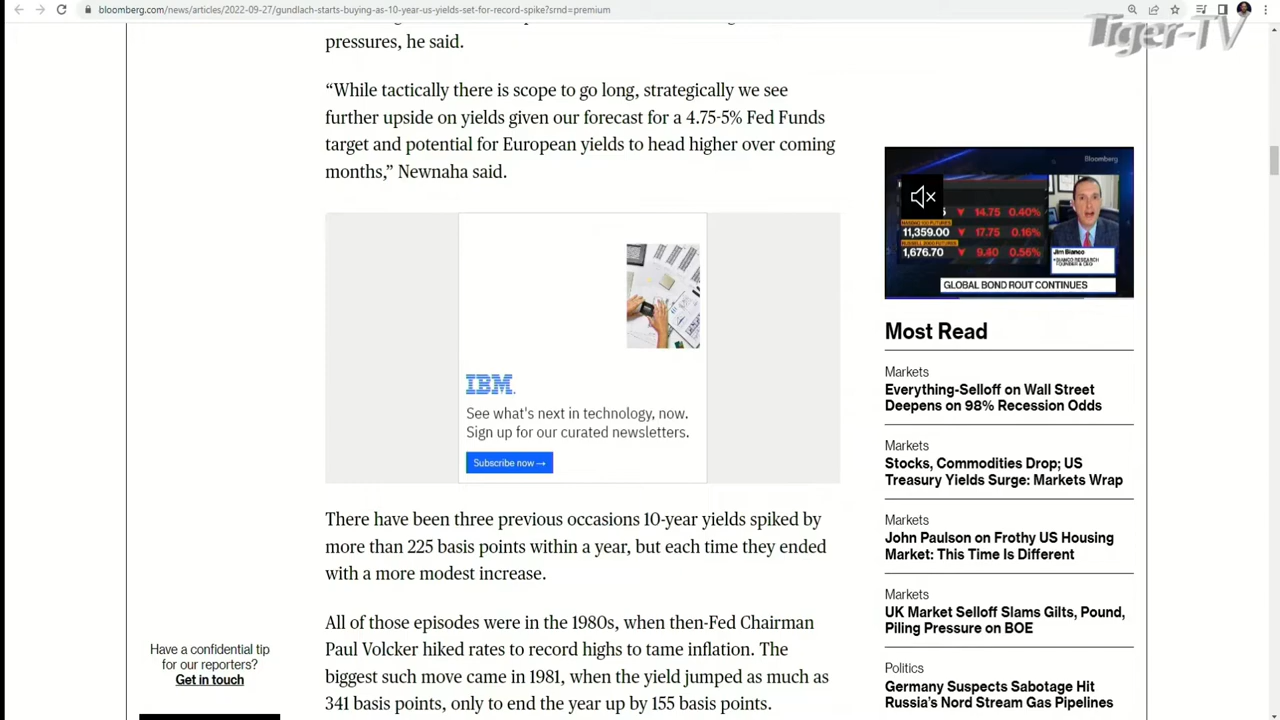 bloomberg.com/news/articles/2022-09-27/gundlach-starts-buying-as-10-year-us-yields-set-for-record-spike?srnd=premium
Tiger-TV
pressures, he said.
“While tactically there is scope to go long, strategically we see
further upside on yields given our forecast for a 4.75-5% Fed Funds
target and potential for European yields to head higher over coming
months,” Newnaha said.
IBM
See what's next in technology, now.
Sign up for our curated newsletters.
Subscribe now →
There have been three previous occasions 10-year yields spiked by
more than 225 basis points within a year, but each time they ended
with a more modest increase.
All of those episodes were in the 1980s, when then-Fed Chairman
Paul Volcker hiked rates to record highs to tame inflation. The
biggest such move came in 1981, when the yield jumped as much as
341 basis points, only to end the year up by 155 basis points.
Have a confidential tip
for our reporters?
Get in touch
Bloomberg
14.75 0.40%
11,359.00 17.75 0.16%
1,676.70 9.40 0.56%
Jim Bianco
BIANCO RESEARCH
FOUNDER & CEO
GLOBAL BOND ROUT CONTINUES
Most Read
Markets
Everything-Selloff on Wall Street
Deepens on 98% Recession Odds
Markets
Stocks, Commodities Drop; US
Treasury Yields Surge: Markets Wrap
Markets
John Paulson on Frothy US Housing
Market: This Time Is Different
Markets
UK Market Selloff Slams Gilts, Pound,
Piling Pressure on BOE
Politics
Germany Suspects Sabotage Hit
Russia’s Nord Stream Gas Pipelines